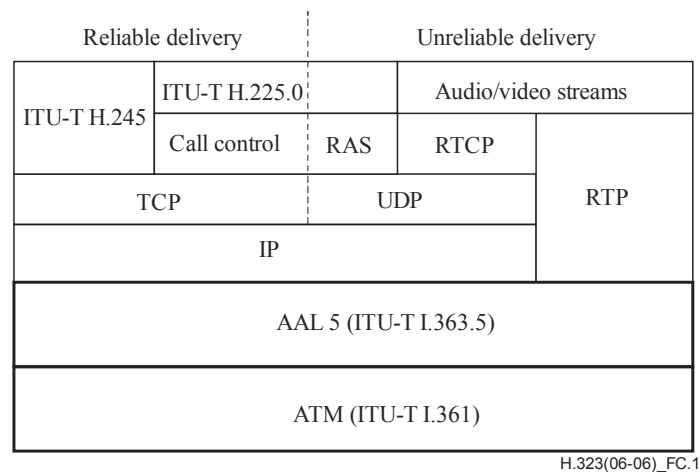 Reliable delivery Unreliable delivery
ITU-T H.245 ITU-T H.225.0 Audio/video streams
Call control RAS RTCP RTP
TCP UDP
IP
AAL 5 (ITU-T I.363.5)
ATM (ITU-T I.361)
H.323(06-06)_FC.1